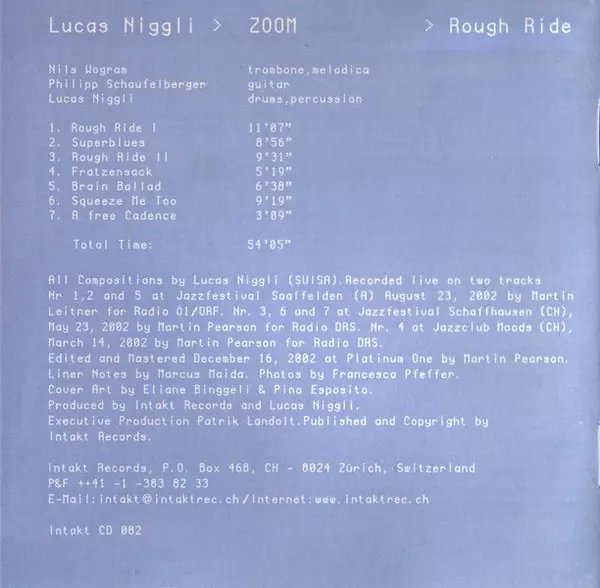 Lucas Niggli > ZOOM > Rough Ride
Nils Wogram trombone,melodica
Philipp Schaufelberger guitar
Lucas Niggli drums,percussion
1. Rough Ride I 11'07"
2. Superblues 8'56"
3. Rough Ride II 9'31"
4. Fratzensack 5'19"
5. Brain Ballad 6'38"
6. Squeeze Me Too 9'19"
7. A free Cadence 3'09"
Total Time: 54'05"
All Compositions by Lucas Niggli (SUISA).Recorded live on two tracks
Nr 1,2 and 5 at Jazzfestival Saalfelden (A) August 23, 2002 by Martin
Leitner for Radio Ö1/ORF. Nr. 3, 6 and 7 at Jazzfestival Schaffhausen (CH),
May 23, 2002 by Martin Pearson for Radio DRS. Nr. 4 at Jazzclub Moods (CH),
March 14, 2002 by Martin Pearson for Radio DRS.
Edited and Mastered December 16, 2002 at Platinum One by Martin Pearson.
Liner Notes by Marcus Maida. Photos by Francesca Pfeffer.
Cover Art by Eliane Binggeli & Pino Esposito.
Produced by Intakt Records and Lucas Niggli.
Executive Production Patrik Landolt.Published and Copyright by
Intakt Records.
Intakt Records, P.O. Box 468, CH - 8024 Zürich, Switzerland
P&F ++41 -1 -383 82 33
E-Mail:intakt@intaktrec.ch/Internet:www.intaktrec.ch
Intakt CD 082